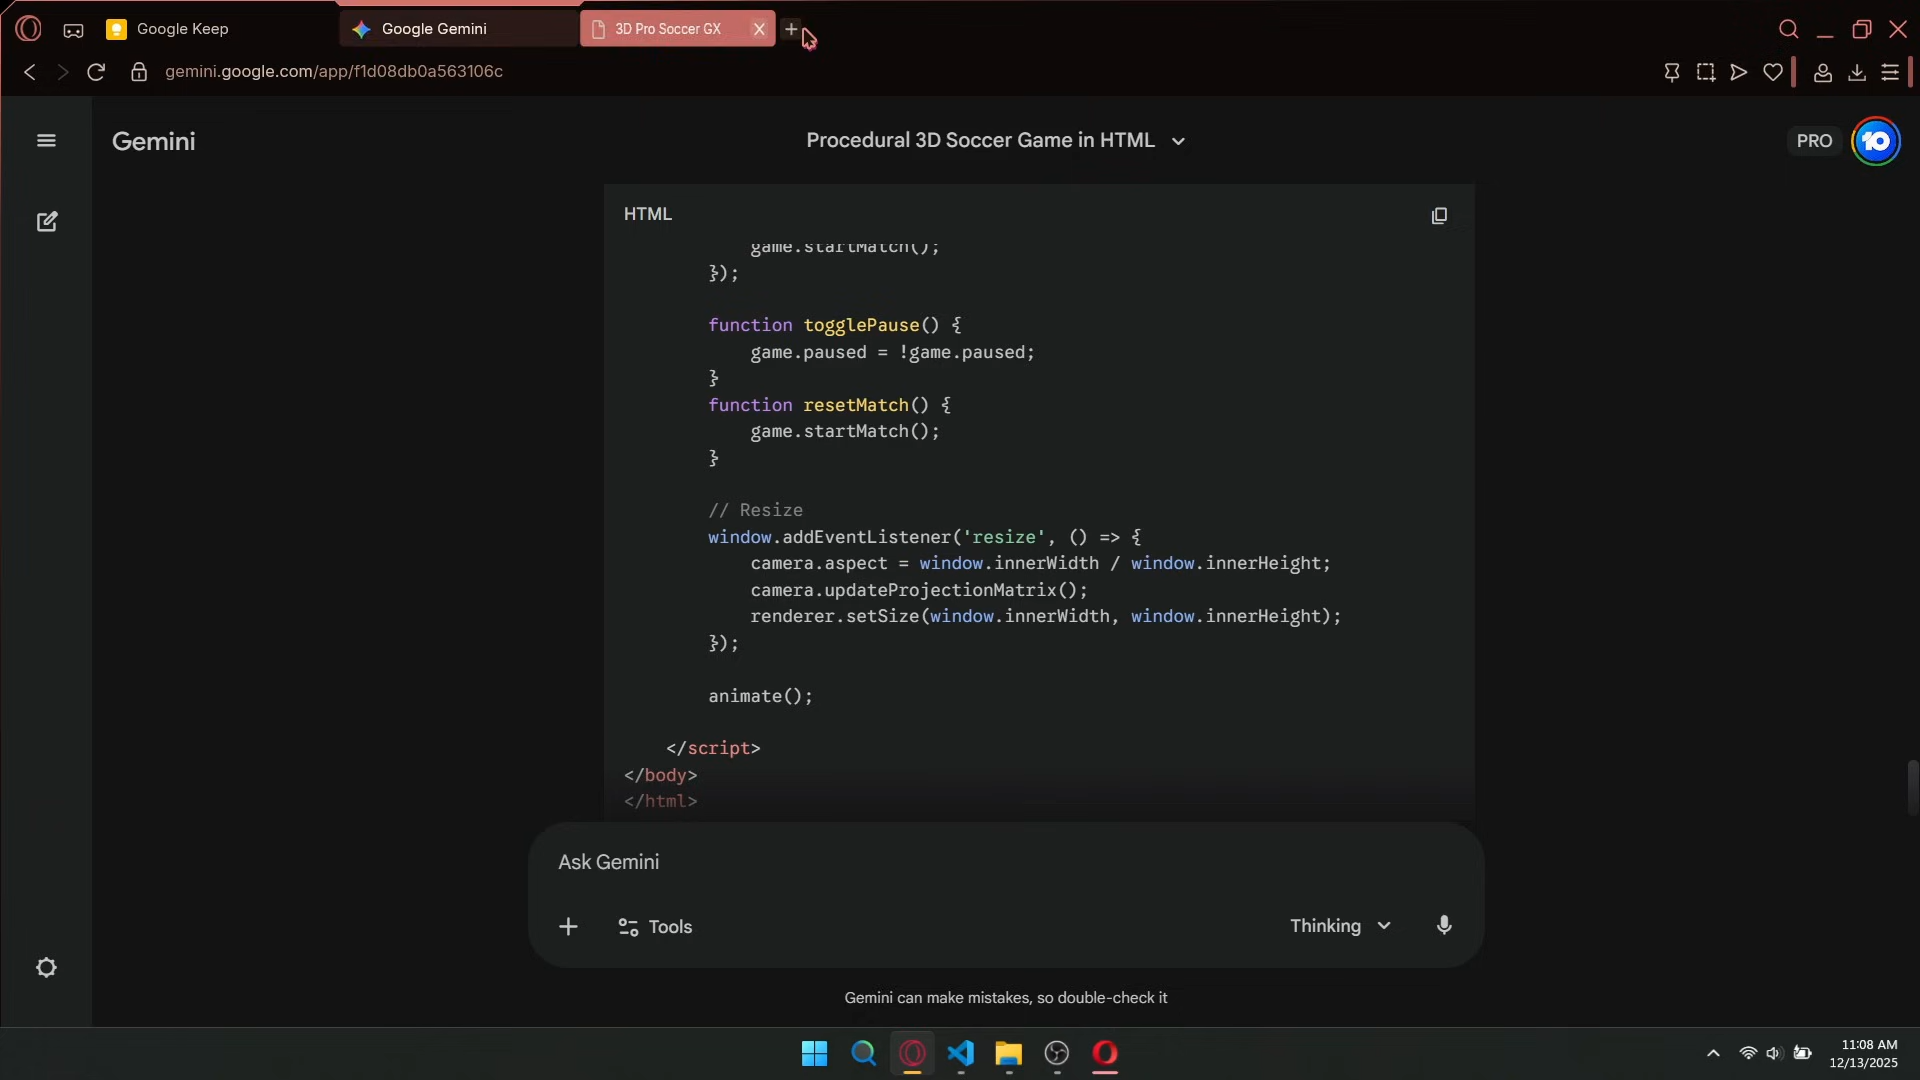 Google Keep
Google Gemini
3D Pro Soccer GX
gemini.google.com/app/f1d08db0a563106c
Gemini
Procedural 3D Soccer Game in HTML
PRO
10
HTML
game.startMatch();
});
function togglePause() {
game.paused = !game.paused;
}
function resetMatch() {
game.startMatch();
}
// Resize
window.addEventListener('resize', () => {
camera.aspect = window.innerWidth / window.innerHeight;
camera.updateProjectionMatrix();
renderer.setSize(window.innerWidth, window.innerHeight);
});
animate();
</script>
</body>
</html>
Ask Gemini
Tools
Thinking
Gemini can make mistakes, so double-check it
11:08 AM
12/13/2025